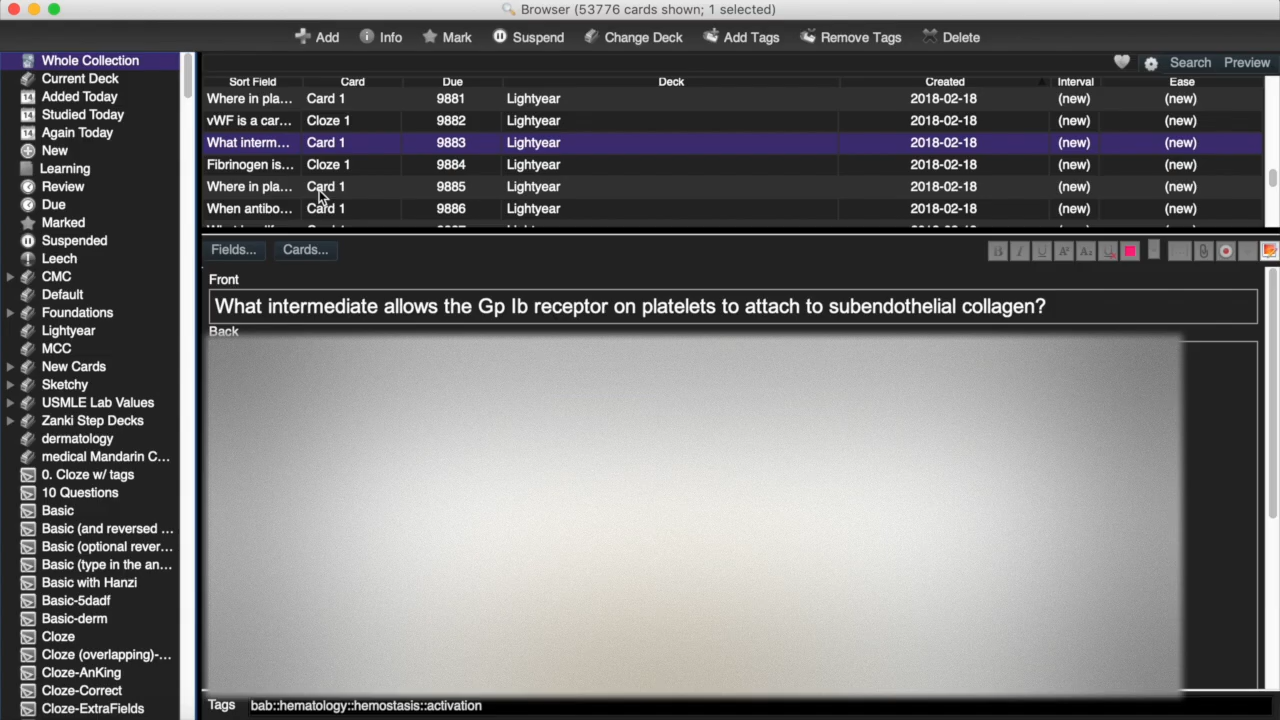 Browser (53776 cards shown; 1 selected)
Add Info Mark Suspend Change Deck Add Tags Remove Tags Delete
Search Preview
Whole Collection
Current Deck
Added Today
Studied Today
Again Today
New
Learning
Review
Due
Marked
Suspended
Leech
CMC
Default
Foundations
Lightyear
MCC
New Cards
Sketchy
USMLE Lab Values
Zanki Step Decks
dermatology
medical Mandarin C...
0. Cloze w/ tags
10 Questions
Basic
Basic (and reversed ...
Basic (optional rever...
Basic (type in the an...
Basic with Hanzi
Basic-5dadf
Basic-derm
Cloze
Cloze (overlapping)-...
Cloze-AnKing
Cloze-Correct
Cloze-ExtraFields
Sort Field Card Due Deck Created Interval Ease
Where in pla... Card 1 9881 Lightyear 2018-02-18 (new) (new)
vWF is a car... Cloze 1 9882 Lightyear 2018-02-18 (new) (new)
What interm... Card 1 9883 Lightyear 2018-02-18 (new) (new)
Fibrinogen is... Cloze 1 9884 Lightyear 2018-02-18 (new) (new)
Where in pla... Card 1 9885 Lightyear 2018-02-18 (new) (new)
When antibo... Card 1 9886 Lightyear 2018-02-18 (new) (new)
Fields... Cards...
Front
What intermediate allows the Gp Ib receptor on platelets to attach to subendothelial collagen?
Back
Tags bab::hematology::hemostasis::activation